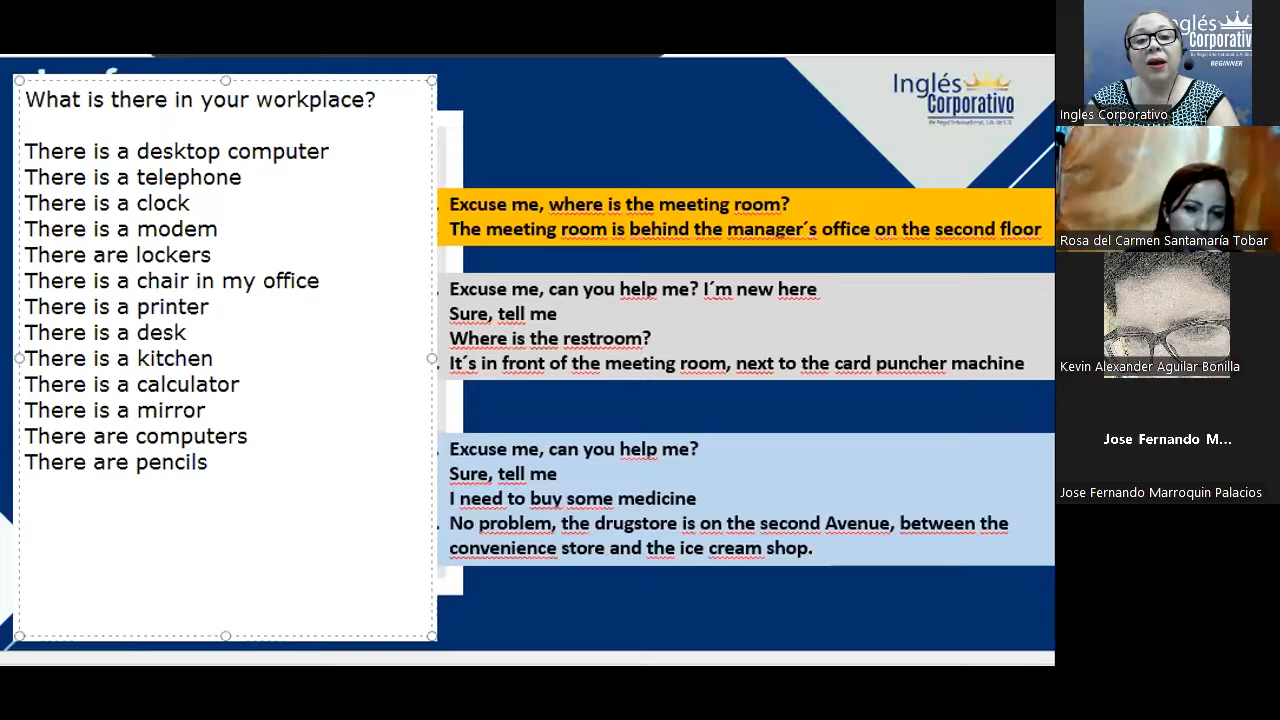 What is there in your workplace?
There is a desktop computer
There is a telephone
There is a clock
There is a modem
There are lockers
There is a chair in my office
There is a printer
There is a desk
There is a kitchen
There is a calculator
There is a mirror
There are computers
There are pencils
Inglés
Corporativo
Excuse me, where is the meeting room?
The meeting room is behind the manager´s office on the second floor
Excuse me, can you help me? I´m new here
Sure, tell me
Where is the restroom?
It´s in front of the meeting room, next to the card puncher machine
Excuse me, can you help me?
Sure, tell me
I need to buy some medicine
No problem, the drugstore is on the second Avenue, between the
convenience store and the ice cream shop.
Inglés
Corporativo
BEGINNER
Ingles Corporativo
Rosa del Carmen Santamaría Tobar
Kevin Alexander Aguilar Bonilla
Jose Fernando M...
Jose Fernando Marroquin Palacios